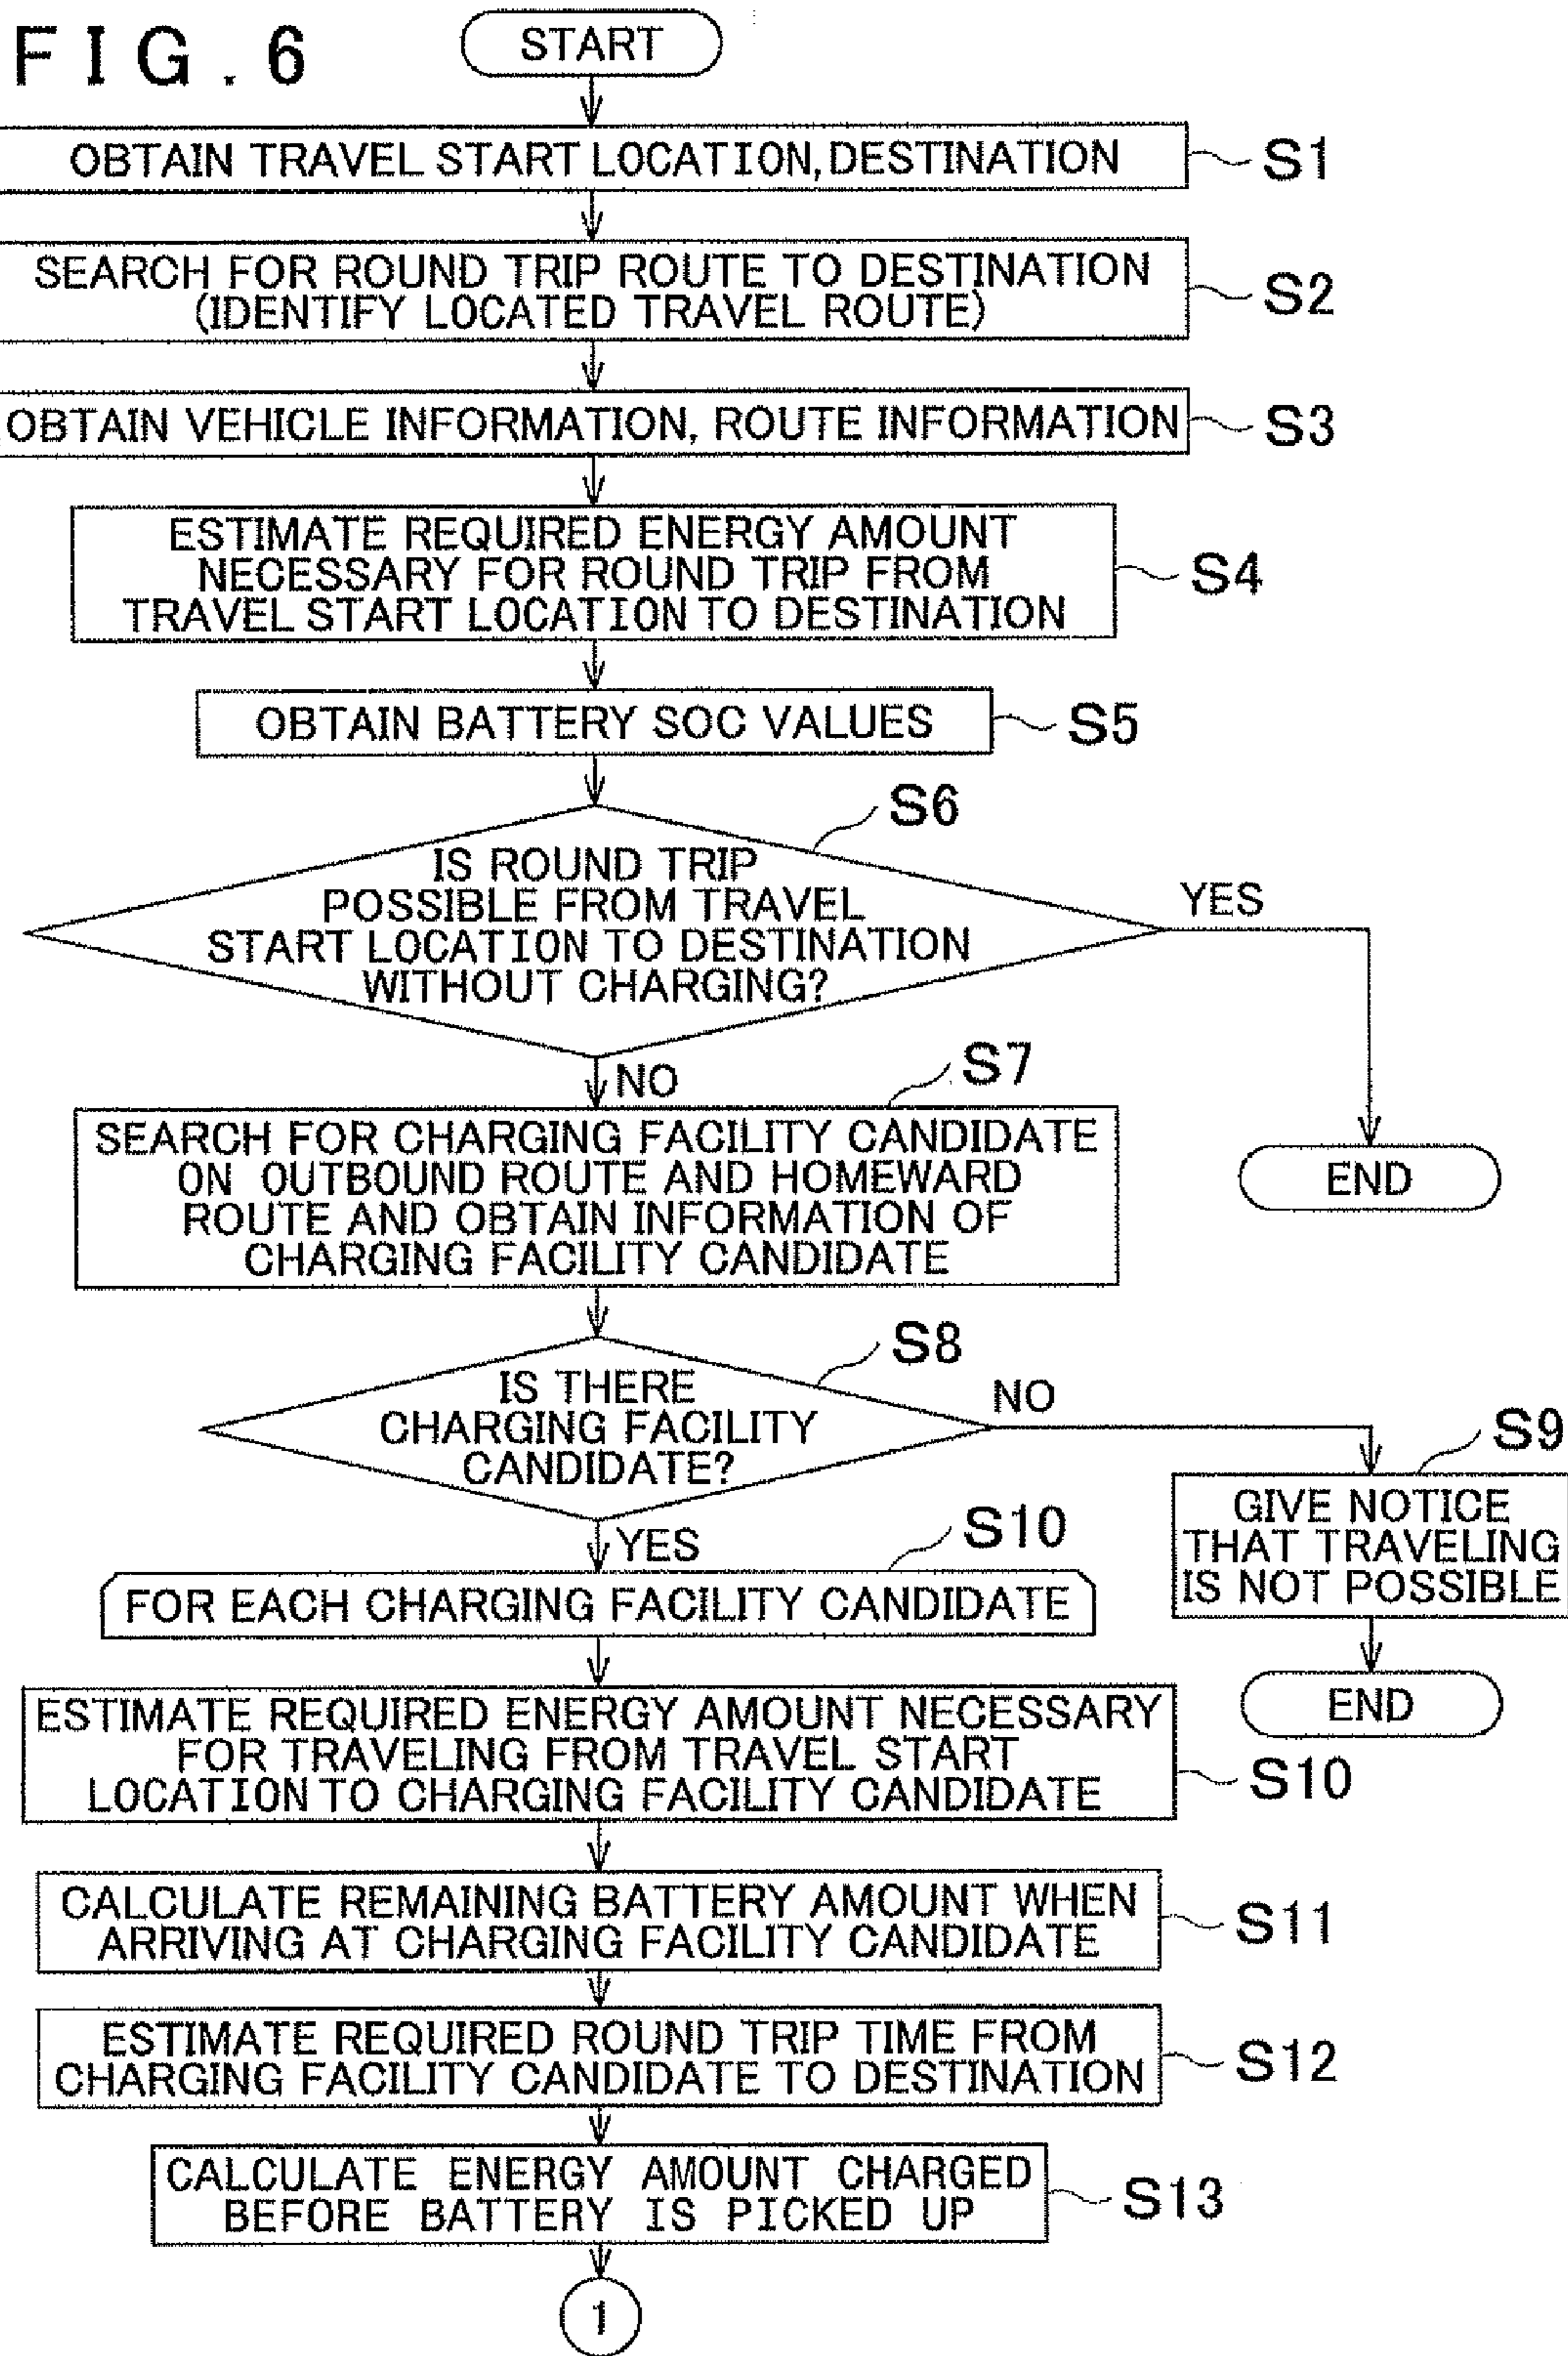 FIG.6
START
OBTAIN TRAVEL START LOCATION, DESTINATION
S1
SEARCH FOR ROUND TRIP ROUTE TO DESTINATION
(IDENTIFY LOCATED TRAVEL ROUTE)
S2
OBTAIN VEHICLE INFORMATION, ROUTE INFORMATION
S3
ESTIMATE REQUIRED ENERGY AMOUNT
NECESSARY FOR ROUND TRIP FROM
TRAVEL START LOCATION TO DESTINATION
S4
OBTAIN BATTERY SOC VALUES
S5
S6
IS ROUND TRIP
POSSIBLE FROM TRAVEL
START LOCATION TO DESTINATION
WITHOUT CHARGING?
YES
NO
END
S7
SEARCH FOR CHARGING FACILITY CANDIDATE
ON OUTBOUND ROUTE AND HOMEWARD
ROUTE AND OBTAIN INFORMATION OF
CHARGING FACILITY CANDIDATE
S8
IS THERE
CHARGING FACILITY
CANDIDATE?
NO
S9
GIVE NOTICE
THAT TRAVELING
IS NOT POSSIBLE
END
YES
S10
FOR EACH CHARGING FACILITY CANDIDATE
ESTIMATE REQUIRED ENERGY AMOUNT NECESSARY
FOR TRAVELING FROM TRAVEL START
LOCATION TO CHARGING FACILITY CANDIDATE
S10
CALCULATE REMAINING BATTERY AMOUNT WHEN
ARRIVING AT CHARGING FACILITY CANDIDATE
S11
ESTIMATE REQUIRED ROUND TRIP TIME FROM
CHARGING FACILITY CANDIDATE TO DESTINATION
S12
CALCULATE ENERGY AMOUNT CHARGED
BEFORE BATTERY IS PICKED UP
S13
1